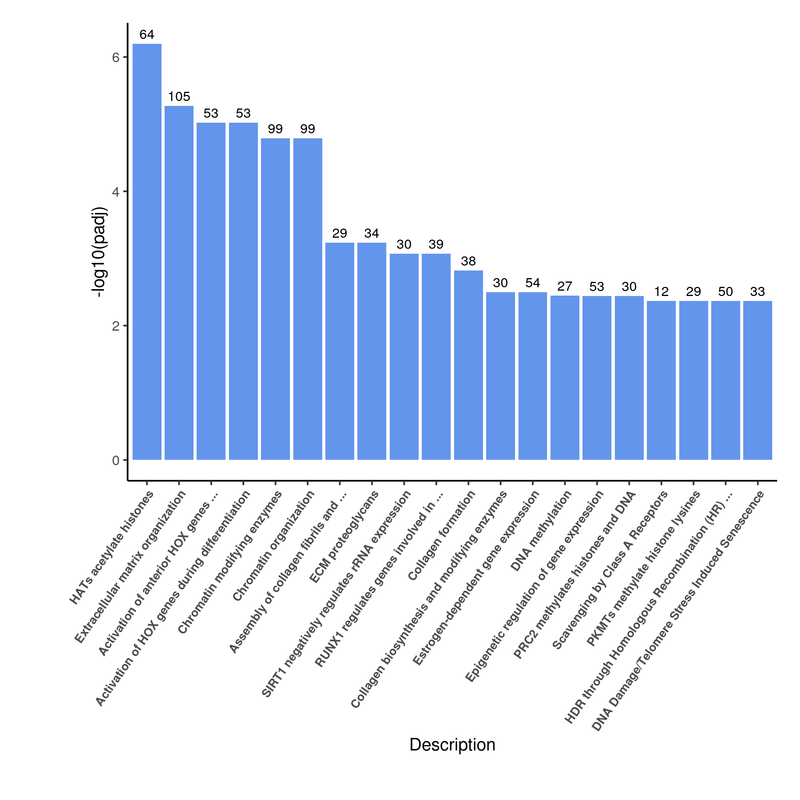 64
105
53
53
99
99
29
34
30
39
38
30
54
27
53
30
12
29
50
33
6
4
2
0
-log10(padj)
HATs acetylate histones
Extracellular matrix organization
Activation of anterior HOX genes ...
Activation of HOX genes during differentiation
Chromatin modifying enzymes
Chromatin organization
Assembly of collagen fibrils and ...
ECM proteoglycans
SIRT1 negatively regulates rRNA expression
RUNX1 regulates genes involved in ...
Collagen formation
Collagen biosynthesis and modifying enzymes
Estrogen-dependent gene expression
DNA methylation
Epigenetic regulation of gene expression
PRC2 methylates histones and DNA
Scavenging by Class A Receptors
PKMTs methylate histone lysines
HDR through Homologous Recombination (HR) ...
DNA Damage/Telomere Stress Induced Senescence
Description